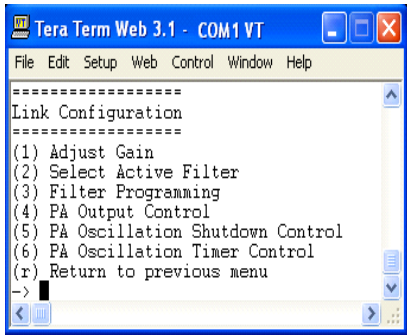 Tera Term Web 3.1 - COM1 VT
File Edit Setup Web Control Window Help
===================
Link Configuration
===================
(1) Adjust Gain
(2) Select Active Filter
(3) Filter Programming
(4) PA Output Control
(5) PA Oscillation Shutdown Control
(6) PA Oscillation Timer Control
(r) Return to previous menu
->